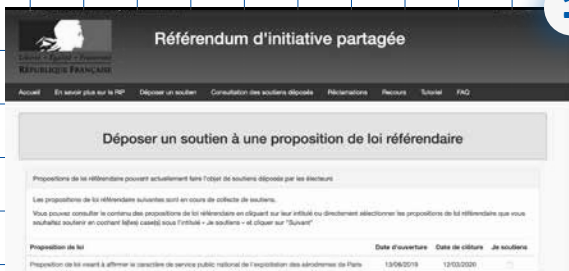 Référendum d'initiative partagée
Liberté • Égalité • Fraternité
RÉPUBLIQUE FRANÇAISE
Accueil En savoir plus sur le RIP Déposer un soutien Consultation des soutiens déposés Réclamations Recours Tutoriel FAQ
Déposer un soutien à une proposition de loi référendaire
Propositions de loi référendaire pouvant actuellement faire l'objet de soutiens déposés par les électeurs
Les propositions de loi référendaire suivantes sont en cours de collecte de soutiens.
Vous pouvez consulter le contenu des propositions de loi référendaire en cliquant sur leur intitulé ou directement sélectionner les propositions de loi référendaire que vous
souhaitez soutenir en cochant la(les) case(s) sous l'intitulé « Je soutiens » et cliquer sur "Suivant"
Proposition de loi Date d'ouverture Date de clôture Je soutiens
Proposition de loi visant à affirmer le caractère de service public national de l'exploitation des aérodromes de Paris 13/06/2019 12/03/2020